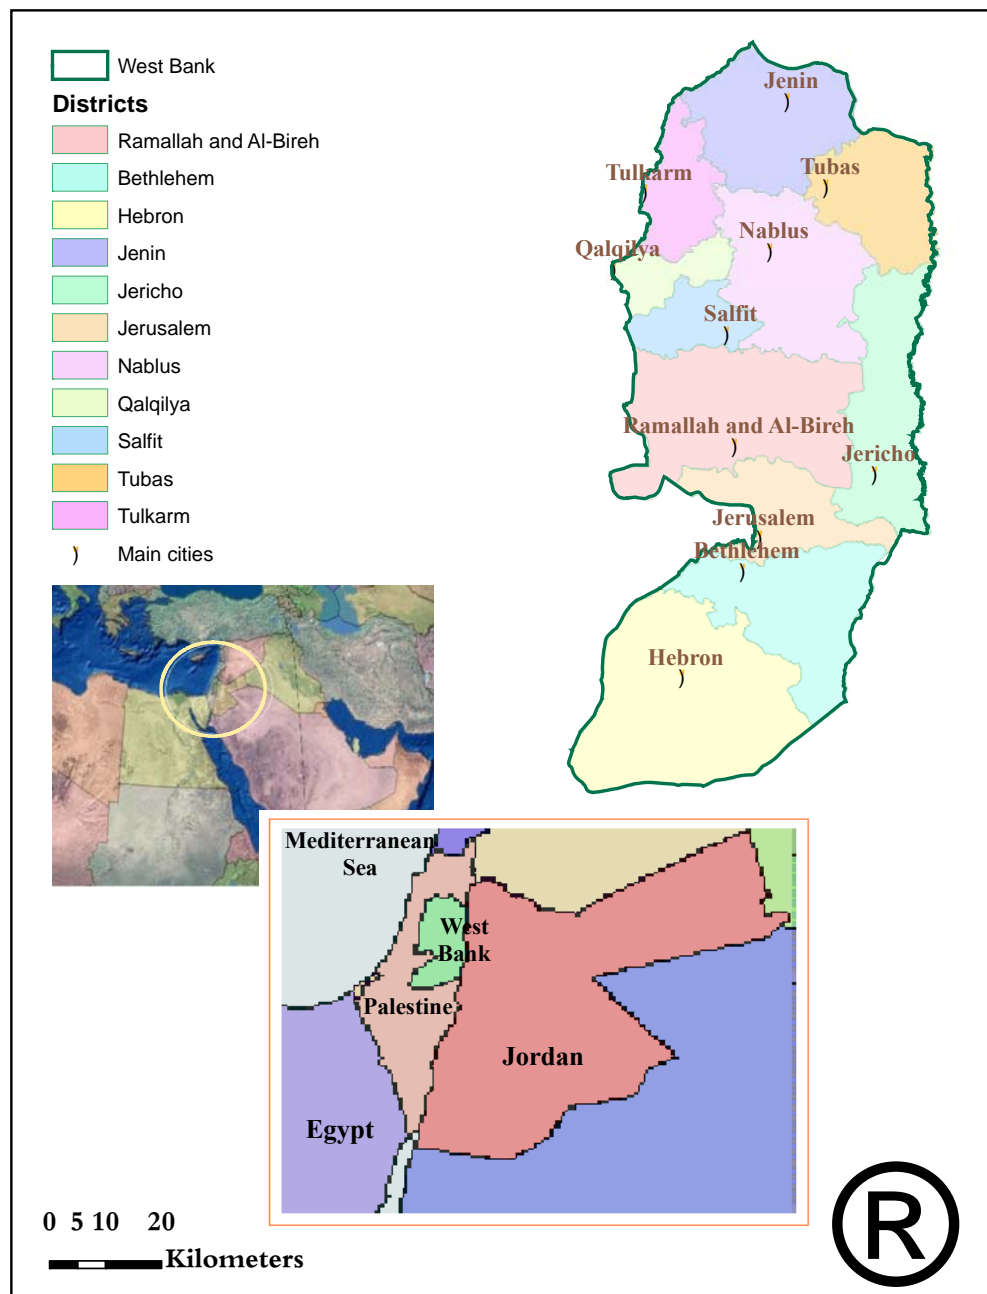 West Bank
Districts
Ramallah and Al-Bireh
Bethlehem
Hebron
Jenin
Jericho
Jerusalem
Nablus
Qalqilya
Salfit
Tubas
Tulkarm
Main cities
Jenin
Tulkarm
Tubas
Qalqilya
Nablus
Salfit
Ramallah and Al-Bireh
Jericho
Jerusalem
Bethlehem
Hebron
Mediterranean
Sea
West
Bank
Palestine
Jordan
Egypt
0 5 10 20
Kilometers
®